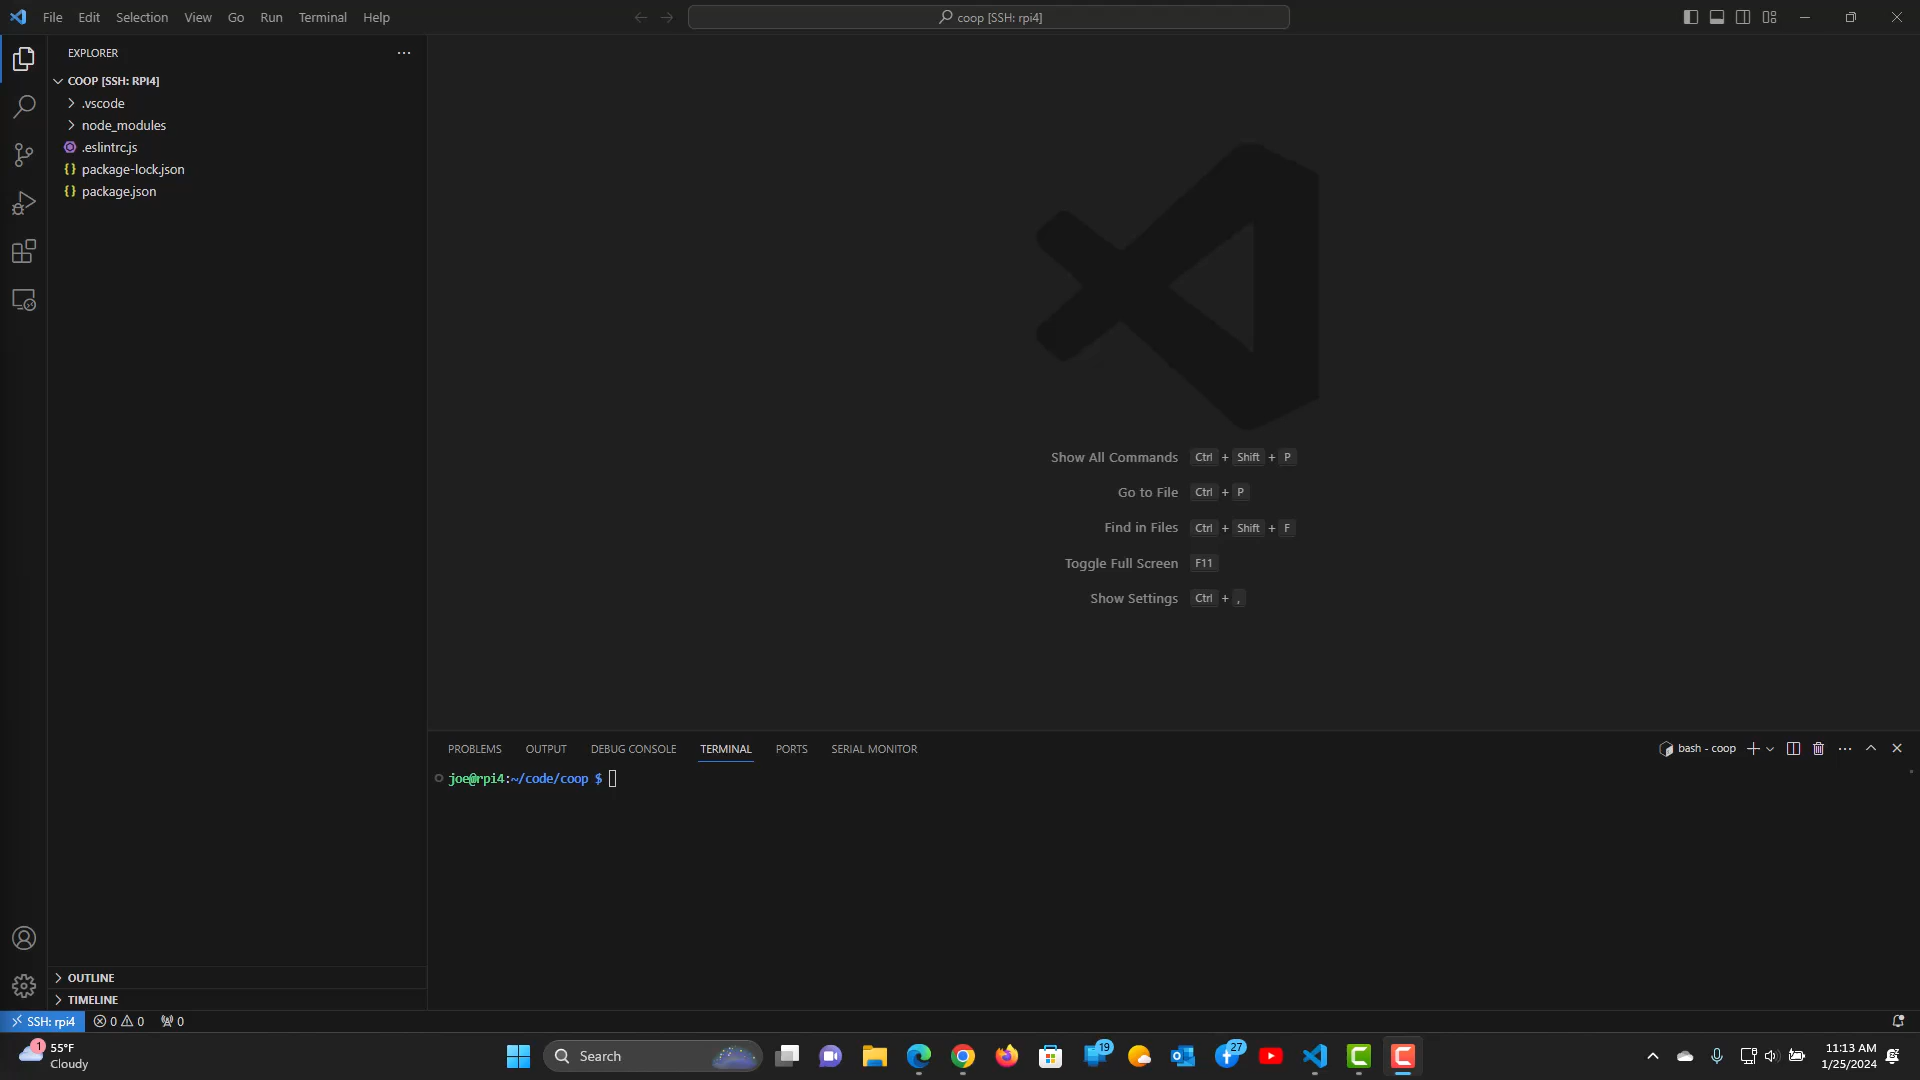 File Edit Selection View Go Run Terminal Help
coop [SSH: rpi4]
EXPLORER
COOP [SSH: RPI4]
.vscode
node_modules
.eslintrc.js
package-lock.json
package.json
Show All Commands Ctrl + Shift + P
Go to File Ctrl + P
Find in Files Ctrl + Shift + F
Toggle Full Screen F11
Show Settings Ctrl + ,
PROBLEMS OUTPUT DEBUG CONSOLE TERMINAL PORTS SERIAL MONITOR
bash - coop
joe@rpi4:~/code/coop $
OUTLINE
TIMELINE
SSH: rpi4 0 0 0
1
55°F
Cloudy
Search
19
27
11:13 AM
1/25/2024